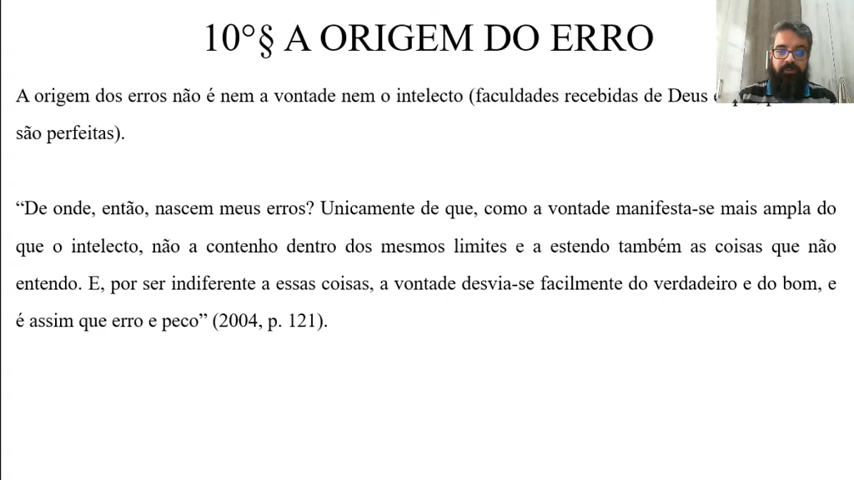 10°§ A ORIGEM DO ERRO
A origem dos erros não é nem a vontade nem o intelecto (faculdades recebidas de Deus
são perfeitas).
“De onde, então, nascem meus erros? Unicamente de que, como a vontade manifesta-se mais ampla do
que o intelecto, não a contenho dentro dos mesmos limites e a estendo também as coisas que não
entendo. E, por ser indiferente a essas coisas, a vontade desvia-se facilmente do verdadeiro e do bom, e
é assim que erro e peco” (2004, p. 121).